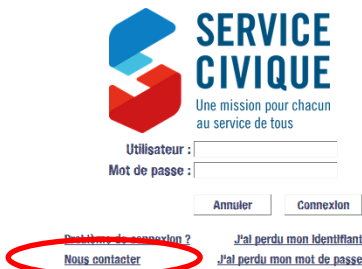 SERVICE
CIVIQUE
Une mission pour chacun
au service de tous
Utilisateur :
Mot de passe :
Annuler Connexion
Problème de connexion ? J'ai perdu mon identifiant
Nous contacter J'ai perdu mon mot de passe